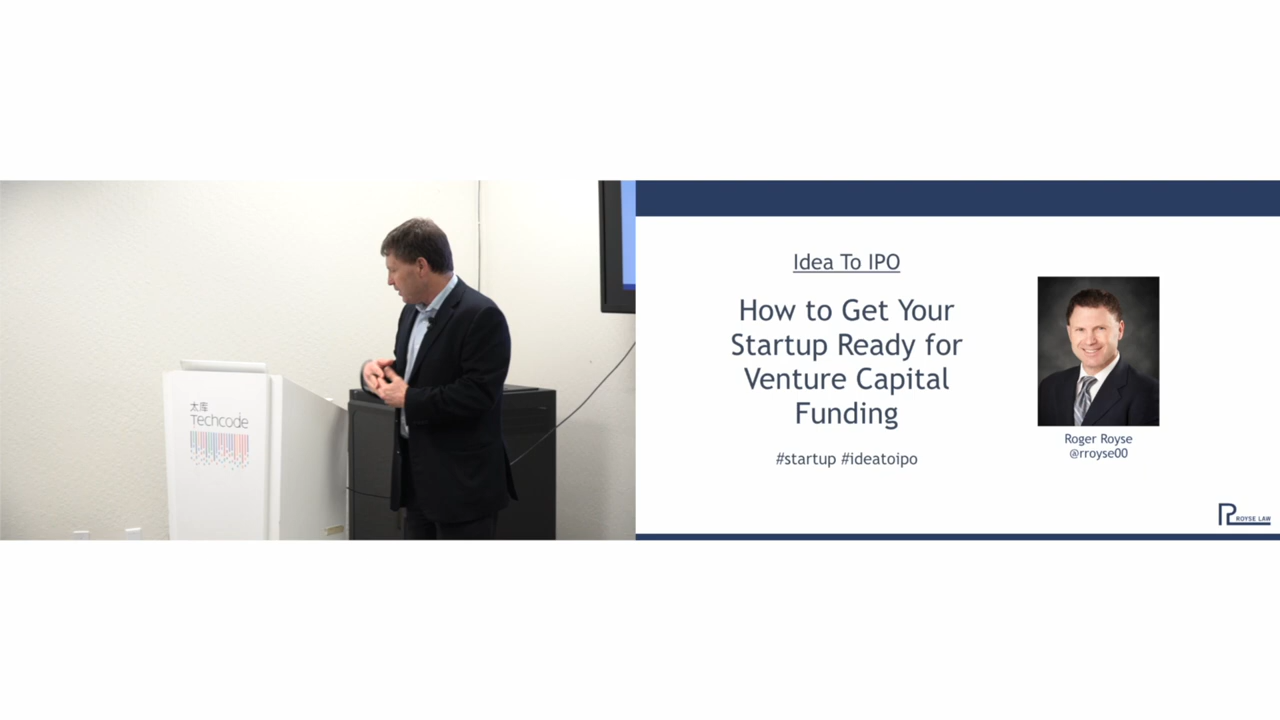 太库
Techcode
Idea To IPO
How to Get Your
Startup Ready for
Venture Capital
Funding
#startup #ideatoipo
Roger Royse
@rroyse00
ROYSE LAW